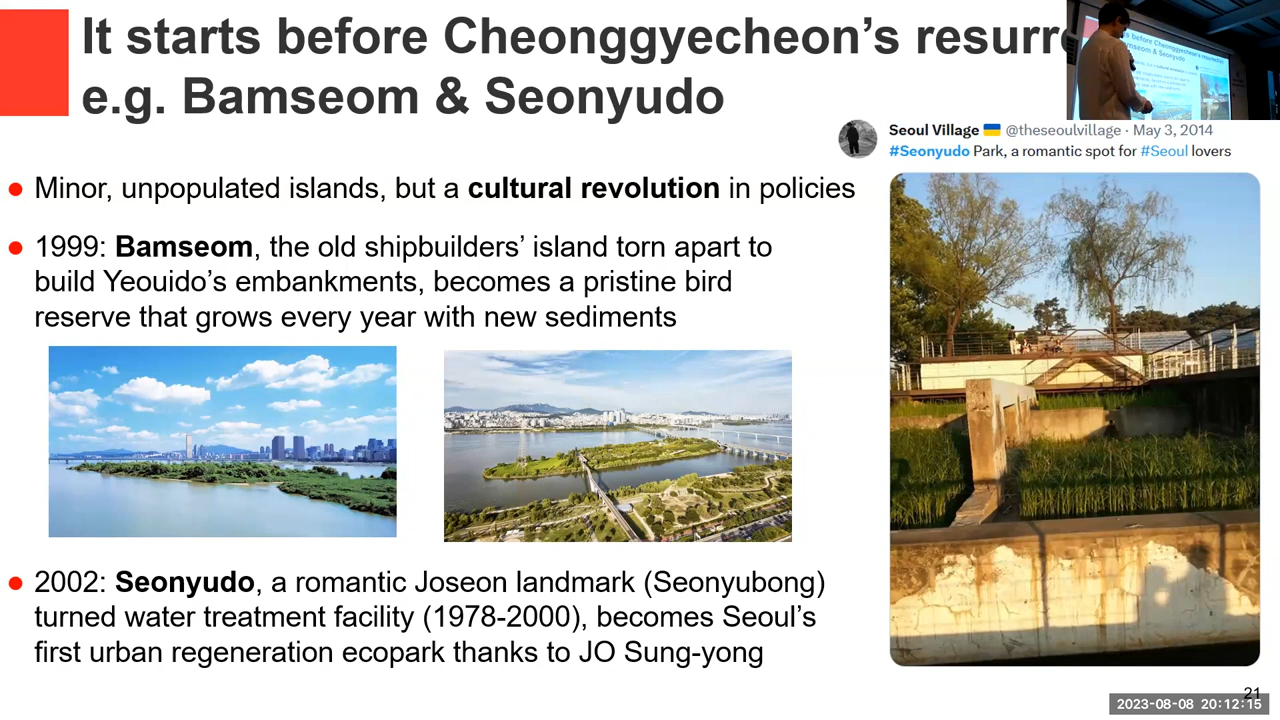 It starts before Cheonggyecheon’s
e.g. Bamseom & Seonyudo
Seoul Village @theseoulvillage · May 3, 2014
#Seonyudo Park, a romantic spot for #Seoul lovers
● Minor, unpopulated islands, but a cultural revolution in policies
● 1999: Bamseom, the old shipbuilders’ island torn apart to
build Yeouido’s embankments, becomes a pristine bird
reserve that grows every year with new sediments
● 2002: Seonyudo, a romantic Joseon landmark (Seonyubong)
turned water treatment facility (1978-2000), becomes Seoul’s
first urban regeneration ecopark thanks to JO Sung-yong
21
2023-08-08 20:12:15